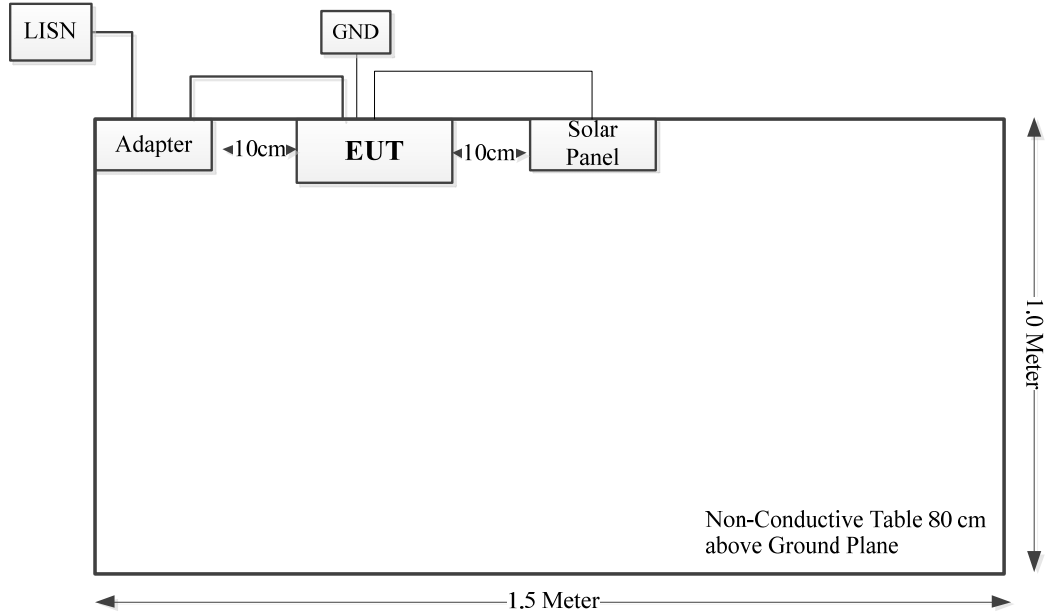 LISN
GND
Adapter
10cm
EUT
10cm
Solar
Panel
1.0 Meter
Non-Conductive Table 80 cm
above Ground Plane
1.5 Meter